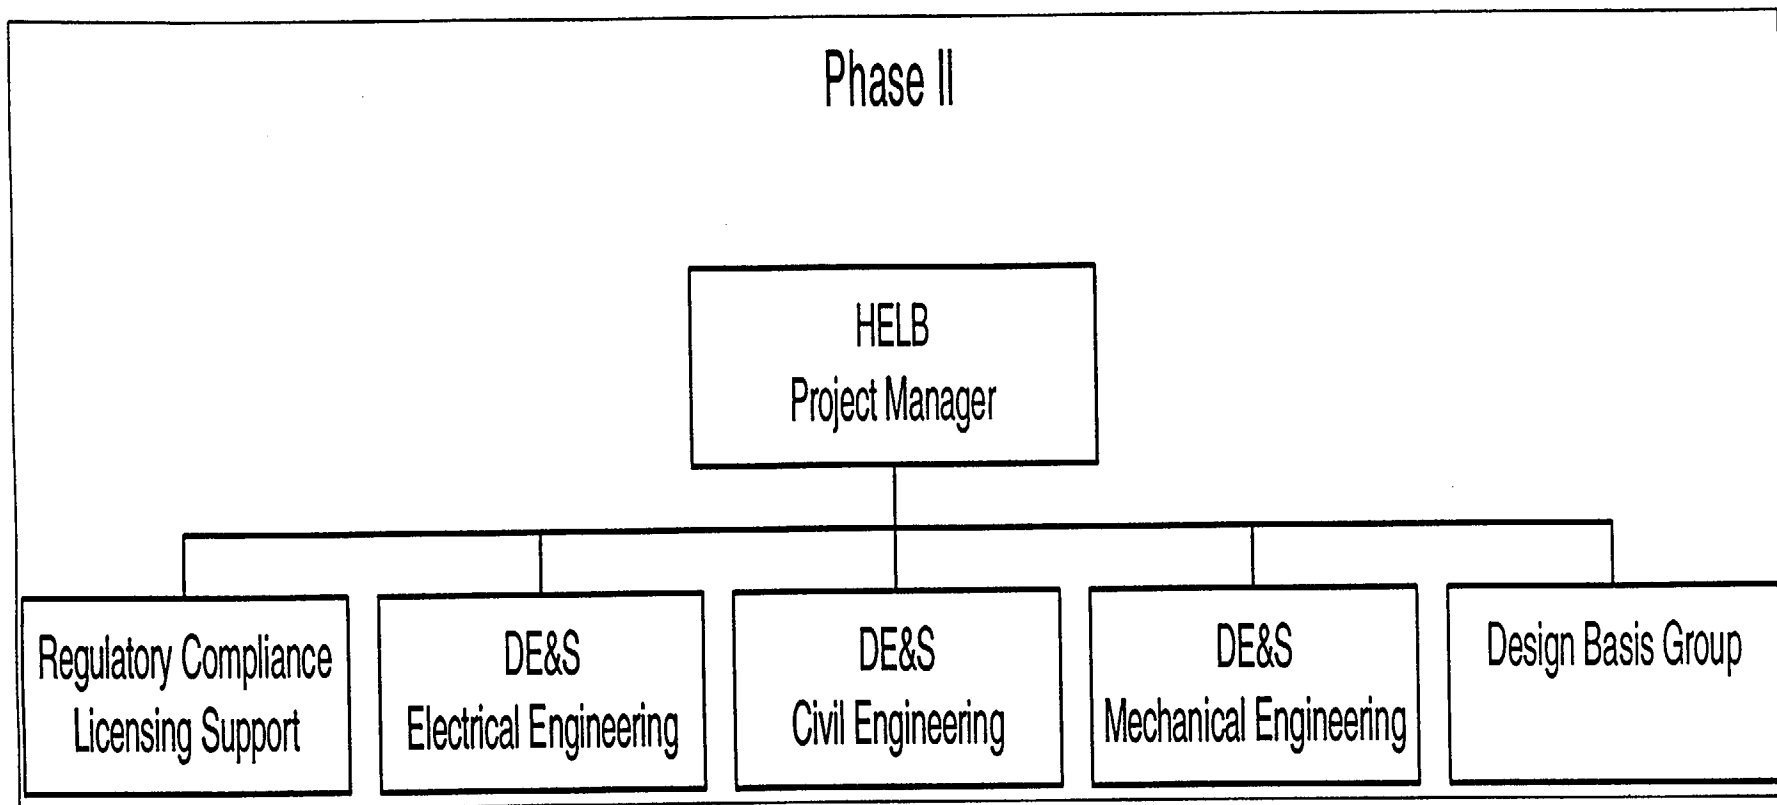 Phase II
HELB
Project Manager
Regulatory Compliance
Licensing Support
DE&S
Electrical Engineering
DE&S
Civil Engineering
DE&S
Mechanical Engineering
Design Basis Group